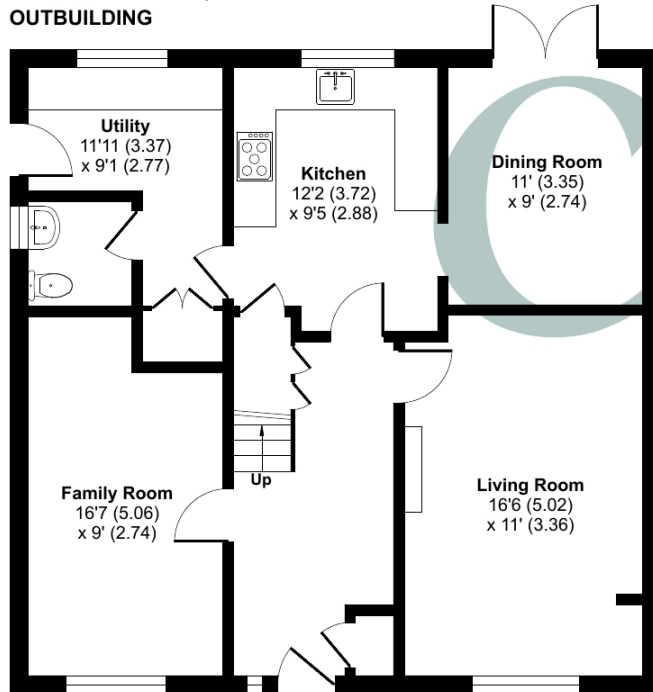 OUTBUILDING
Utility
11'11 (3.37)
x 9'1 (2.77)
Kitchen
12'2 (3.72)
x 9'5 (2.88)
Dining Room
11' (3.35)
x 9' (2.74)
Up
Family Room
16'7 (5.06)
x 9' (2.74)
Living Room
16'6 (5.02)
x 11' (3.36)